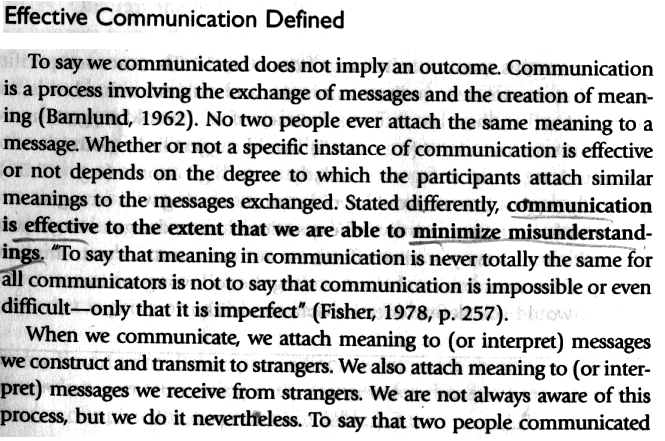 Effective Communication Defined
To say we communicated does not imply an outcome. Communication
is a process involving the exchange of messages and the creation of mean-
ing (Barnlund, 1962). No two people ever attach the same meaning to a
message. Whether or not a specific instance of communication is effective
or not depends on the degree to which the participants attach similar
meanings to the messages exchanged. Stated differently, communication
is effective to the extent that we are able to minimize misunderstand-
ings. "To say that meaning in communication is never totally the same for
all communicators is not to say that communication is impossible or even
difficult—only that it is imperfect" (Fisher, 1978, p. 257).
When we communicate, we attach meaning to (or interpret) messages
we construct and transmit to strangers. We also attach meaning to (or inter-
pret) messages we receive from strangers. We are not always aware of this
process, but we do it nevertheless. To say that two people communicated